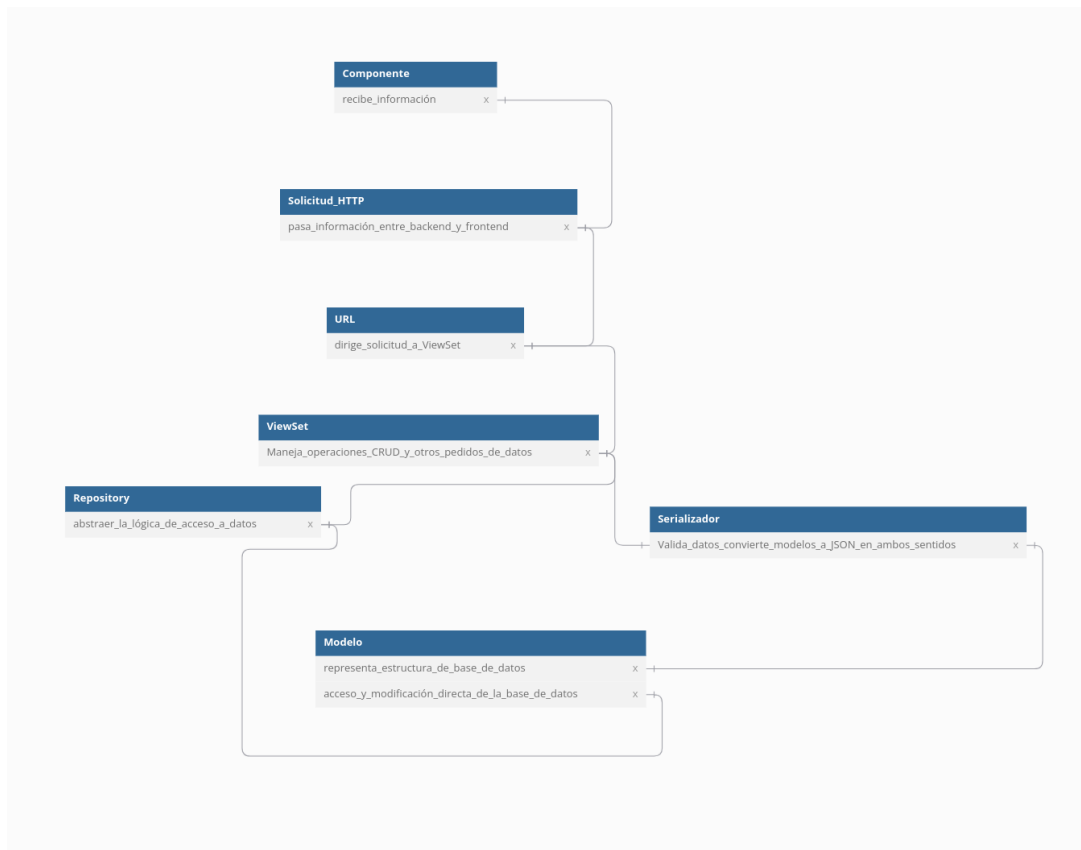 Componente
recibe_información x
Solicitud_HTTP
pasa_información_entre_backend_y_frontend x
URL
dirige_solicitud_a_ViewSet x
ViewSet
Maneja_operaciones_CRUD_y_otros_pedidos_de_datos x
Repository
abstraer_la_lógica_de_acceso_a_datos x
Serializador
Valida_datos_convierte_modelos_a_JSON_en_ambos_sentidos x
Modelo
representa_estructura_de_base_de_datos x
acceso_y_modificación_directa_de_la_base_de_datos x